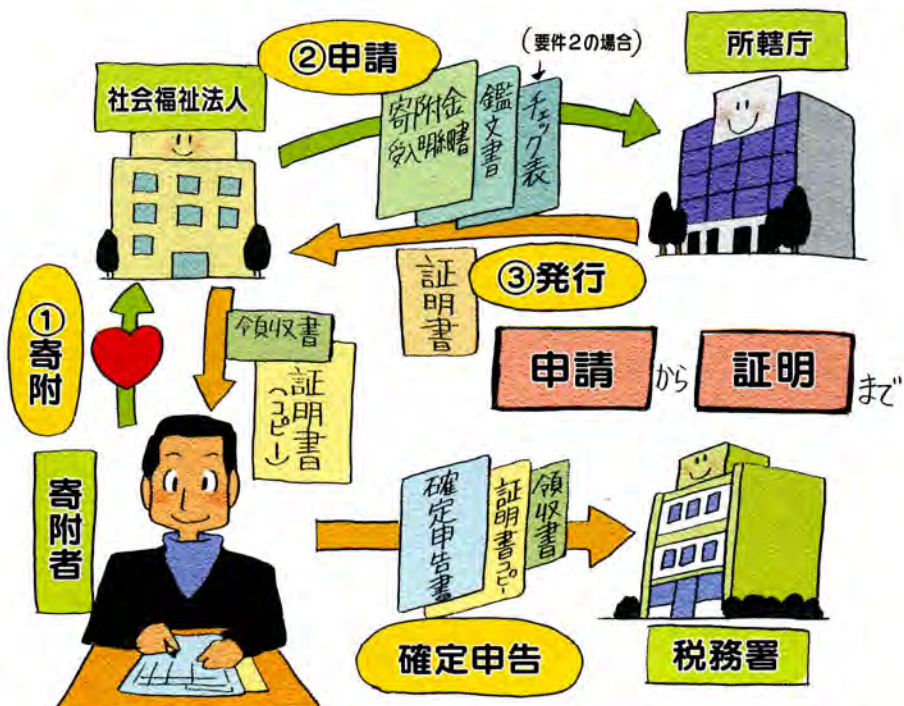 ②申請
(要件2の場合)
所轄庁
社会福祉法人
寄附金
受入明細書
鑑文書
チェック表
証明書
③発行
①寄附
領収書
証明書
(コピー)
申請から証明まで
寄附者
確定申告書
証明書コピー
領収書
確定申告
税務署